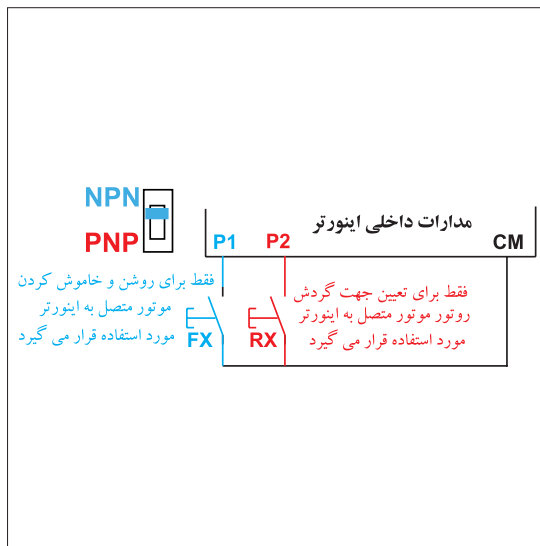 NPN
PNP
مدارات داخلی اینورتر
P1
P2
CM
فقط برای روشن و خاموش کردن
موتور متصل به اینورتر
مورد استفاده قرار می گیرد
FX
فقط برای تعیین جهت گردش
روتور موتور متصل به اینورتر
مورد استفاده قرار می گیرد
RX